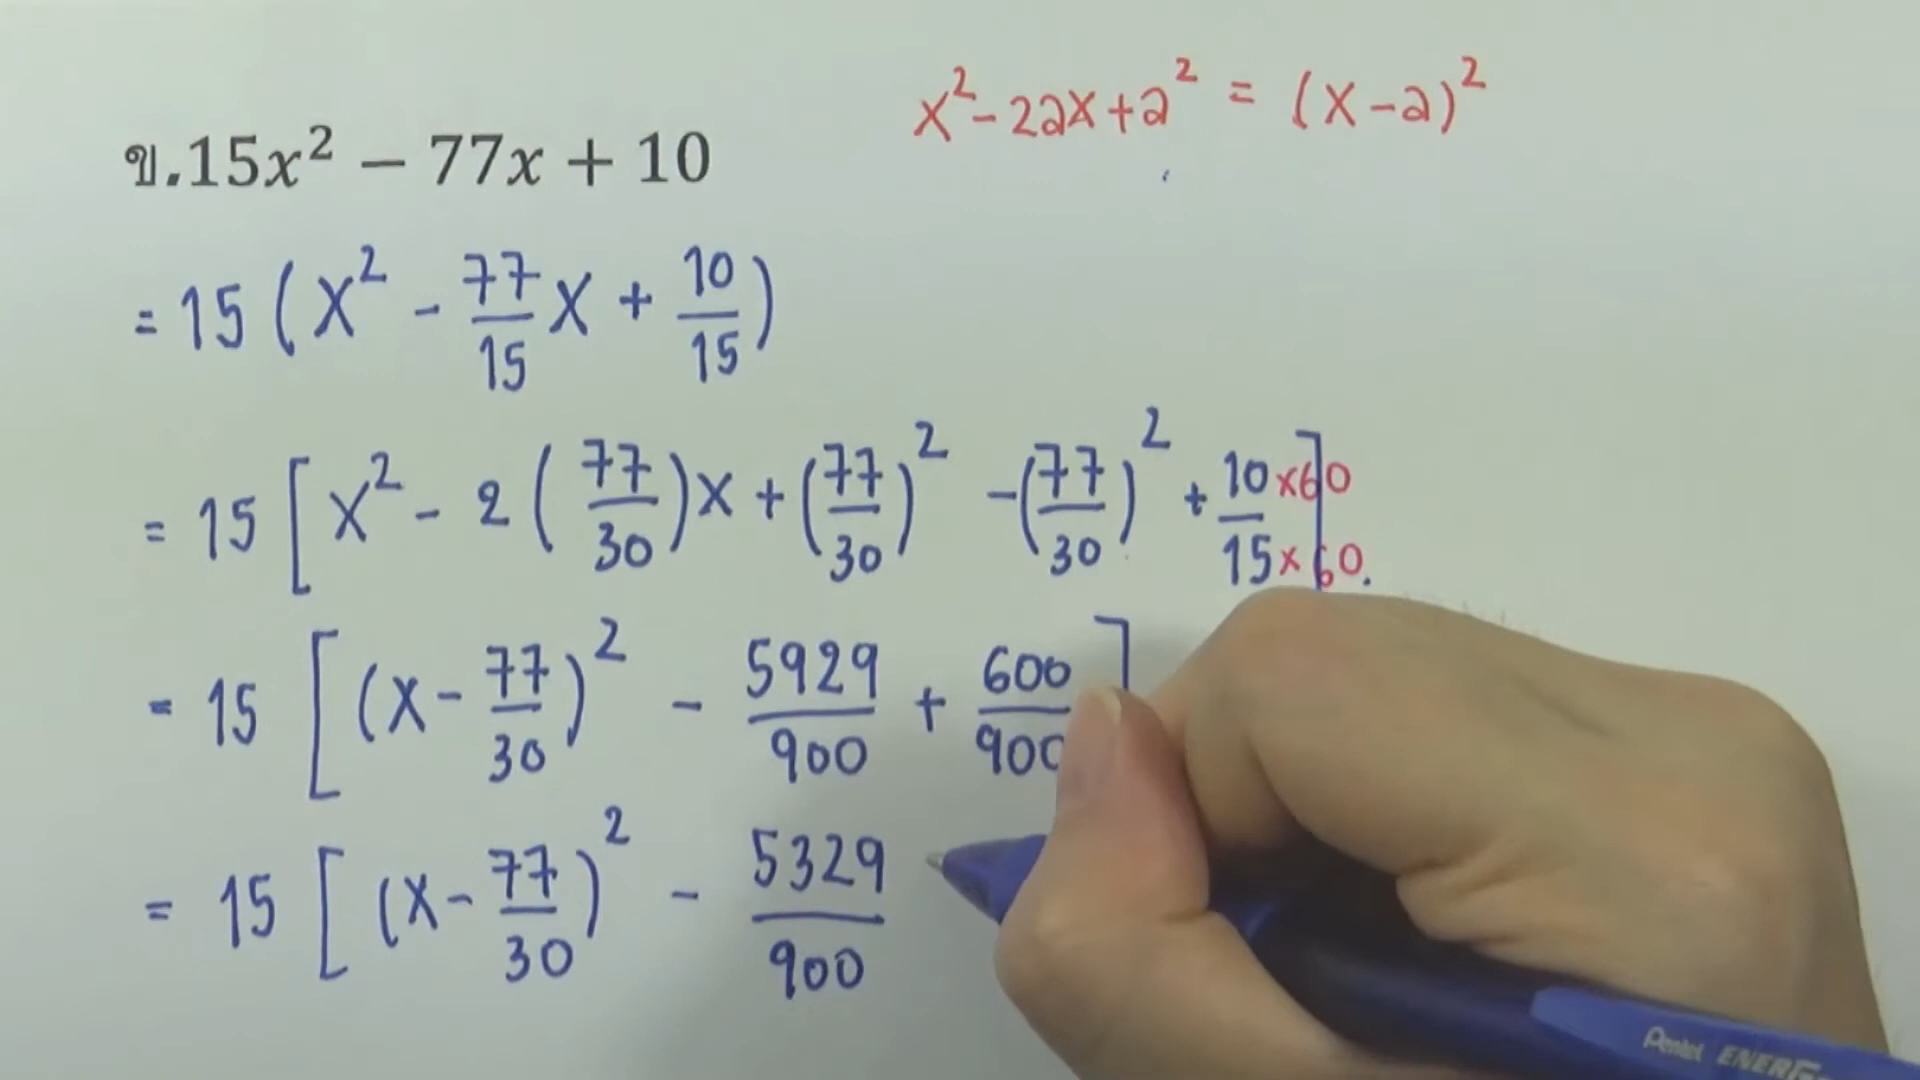 x² - 2ax + a² = (x - a)²
ข.15x² − 77x + 10
= 15 (x² - 77/15 x + 10/15)
= 15 [x² - 2(77/30)x + (77/30)² - (77/30)² + 10×60/15×60]
= 15 [(x - 77/30)² - 5929/900 + 600/900]
= 15 [(x - 77/30)² - 5329/900
Pentel ENERG